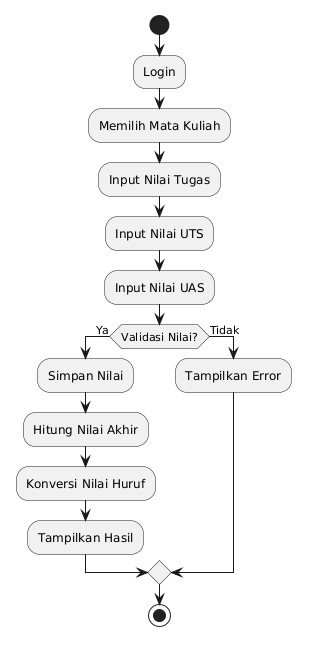 Login
Memilih Mata Kuliah
Input Nilai Tugas
Input Nilai UTS
Input Nilai UAS
Validasi Nilai?
Ya
Tidak
Simpan Nilai
Tampilkan Error
Hitung Nilai Akhir
Konversi Nilai Huruf
Tampilkan Hasil